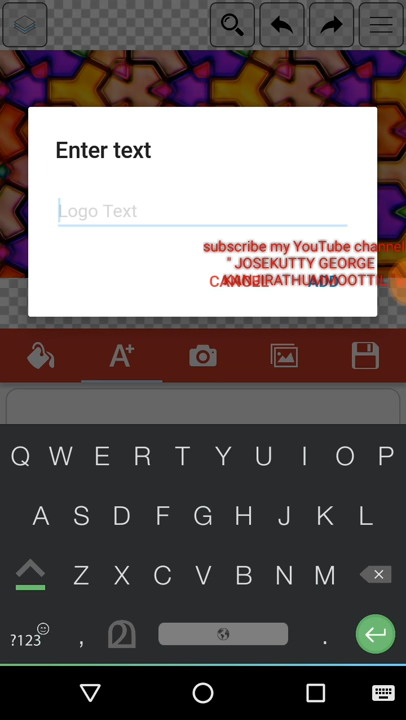 Enter text
Logo Text
subscribe my YouTube channel
" JOSEKUTTY GEORGE
CANCEL ADD
A+
Q W E R T Y U I O P
A S D F G H J K L
Z X C V B N M
?123 , .